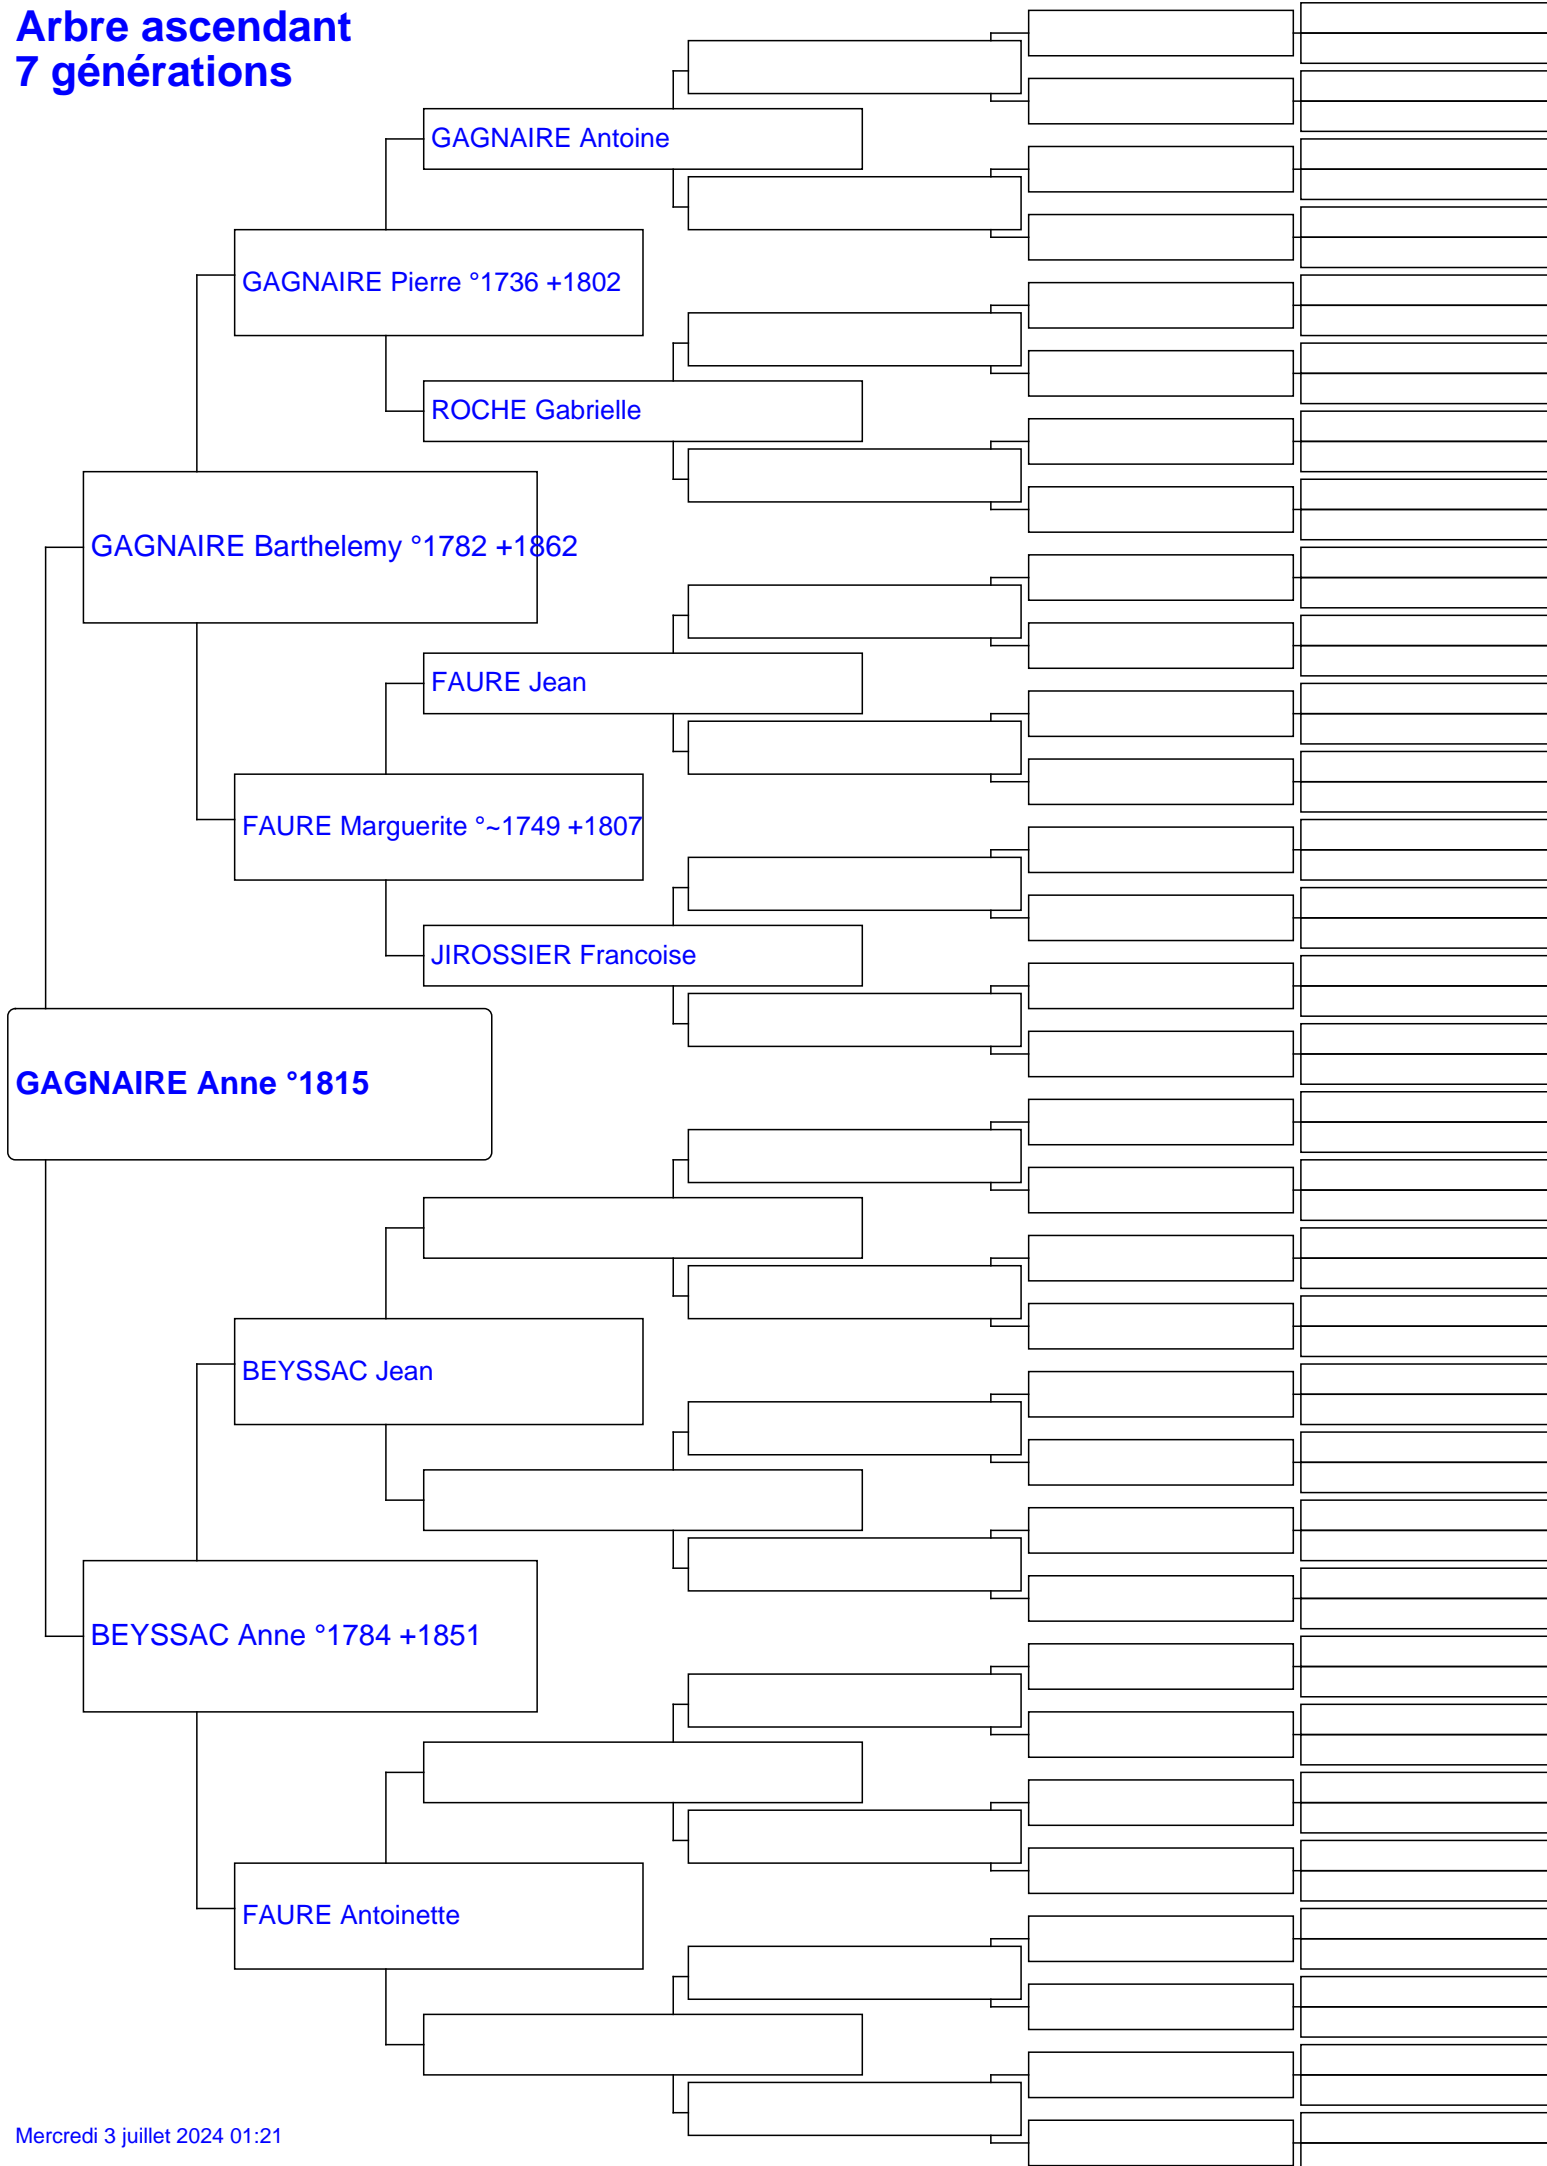 Arbre ascendant
7 générations
GAGNAIRE Antoine
GAGNAIRE Pierre °1736 +1802
ROCHE Gabrielle
GAGNAIRE Barthelemy °1782 +1862
FAURE Jean
FAURE Marguerite °~1749 +1807
JIROSSIER Francoise
GAGNAIRE Anne °1815
BEYSSAC Jean
BEYSSAC Anne °1784 +1851
FAURE Antoinette
Mercredi 3 juillet 2024 01:21